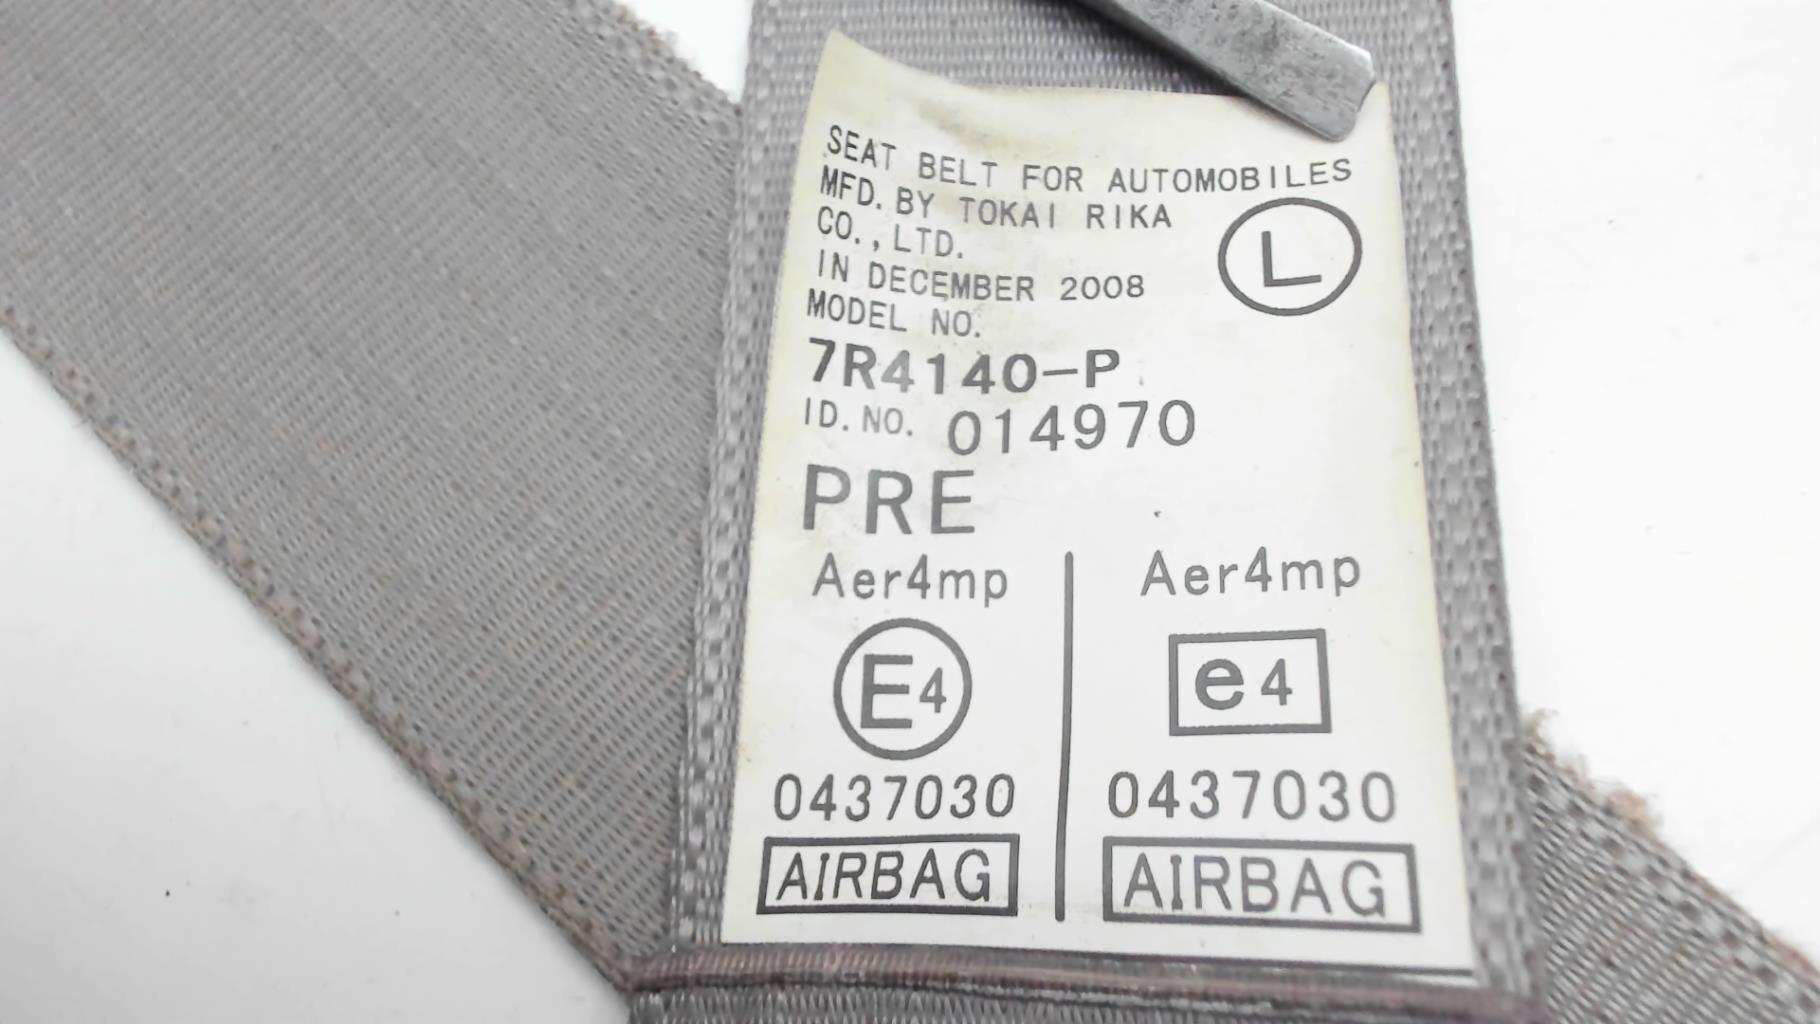 SEAT BELT FOR AUTOMOBILES
MFD. BY TOKAI RIKA
CO., LTD.
L
IN DECEMBER 2008
MODEL NO.
7R4140-P
ID. NO. 014970
PRE
Aer4mp
E4
0437030
AIRBAG
Aer4mp
e4
0437030
AIRBAG